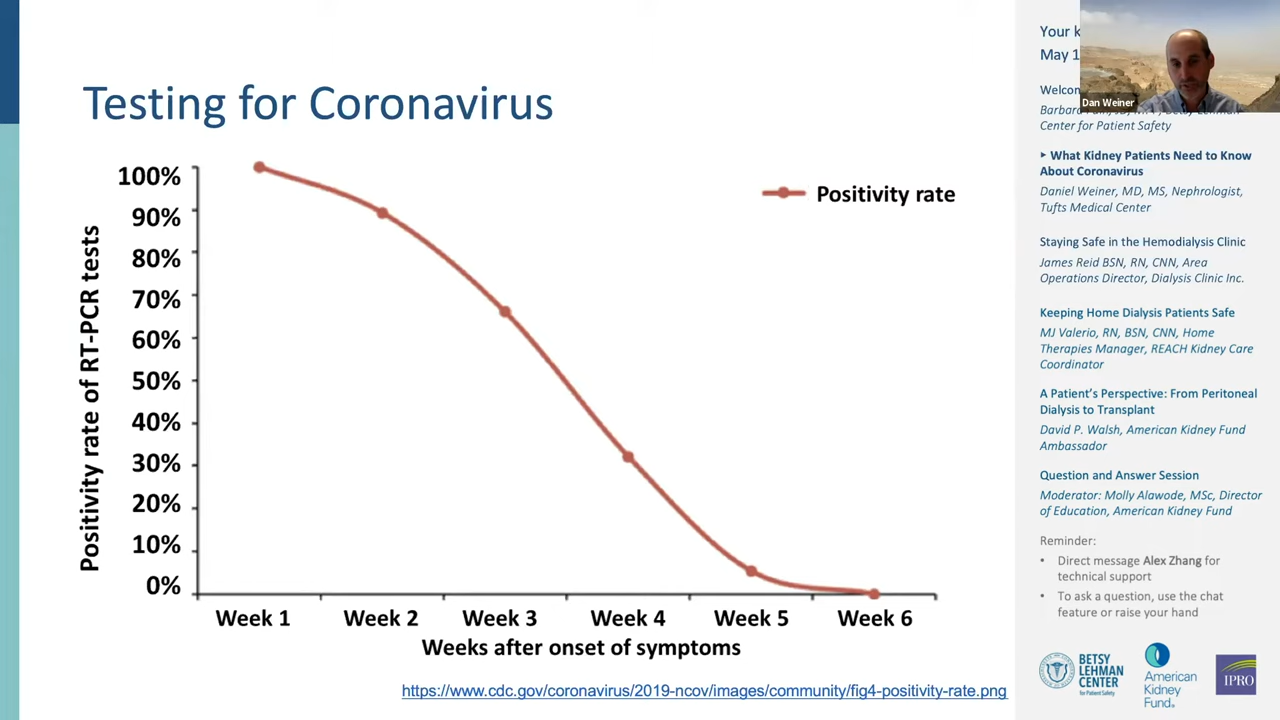 Testing for Coronavirus
Positivity rate of RT-PCR tests
100%
90%
80%
70%
60%
50%
40%
30%
20%
10%
0%
Positivity rate
Week 1
Week 2
Week 3
Week 4
Week 5
Week 6
Weeks after onset of symptoms
https://www.cdc.gov/coronavirus/2019-ncov/images/community/fig4-positivity-rate.png
Your
May 1
Dan Weiner
Center for Patient Safety
‣ What Kidney Patients Need to Know
About Coronavirus
Daniel Weiner, MD, MS, Nephrologist,
Tufts Medical Center
Staying Safe in the Hemodialysis Clinic
James Reid BSN, RN, CNN, Area
Operations Director, Dialysis Clinic Inc.
Keeping Home Dialysis Patients Safe
MJ Valerio, RN, BSN, CNN, Home
Therapies Manager, REACH Kidney Care
Coordinator
A Patient's Perspective: From Peritoneal
Dialysis to Transplant
David P. Walsh, American Kidney Fund
Ambassador
Question and Answer Session
Moderator: Molly Alawode, MSc, Director
of Education, American Kidney Fund
Reminder:
• Direct message Alex Zhang for
technical support
• To ask a question, use the chat
feature or raise your hand
BETSY
LEHMAN
CENTER
for Patient Safety
American
Kidney
Fund.
IPRO